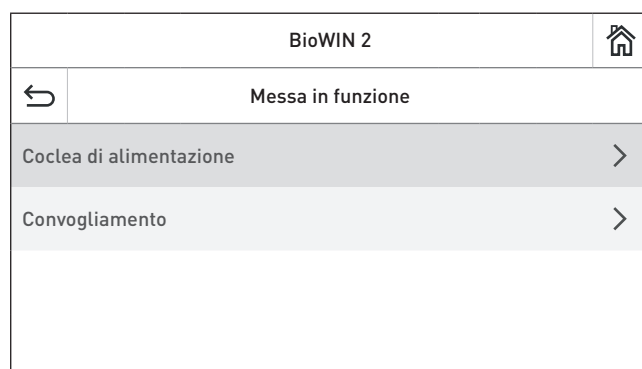 BioWIN 2
Messa in funzione
Coclea di alimentazione
Convogliamento